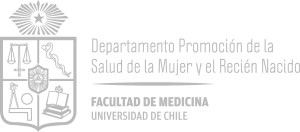 Departamento Promoción de la
Salud de la Mujer y el Recién Nacido
FACULTAD DE MEDICINA
UNIVERSIDAD DE CHILE